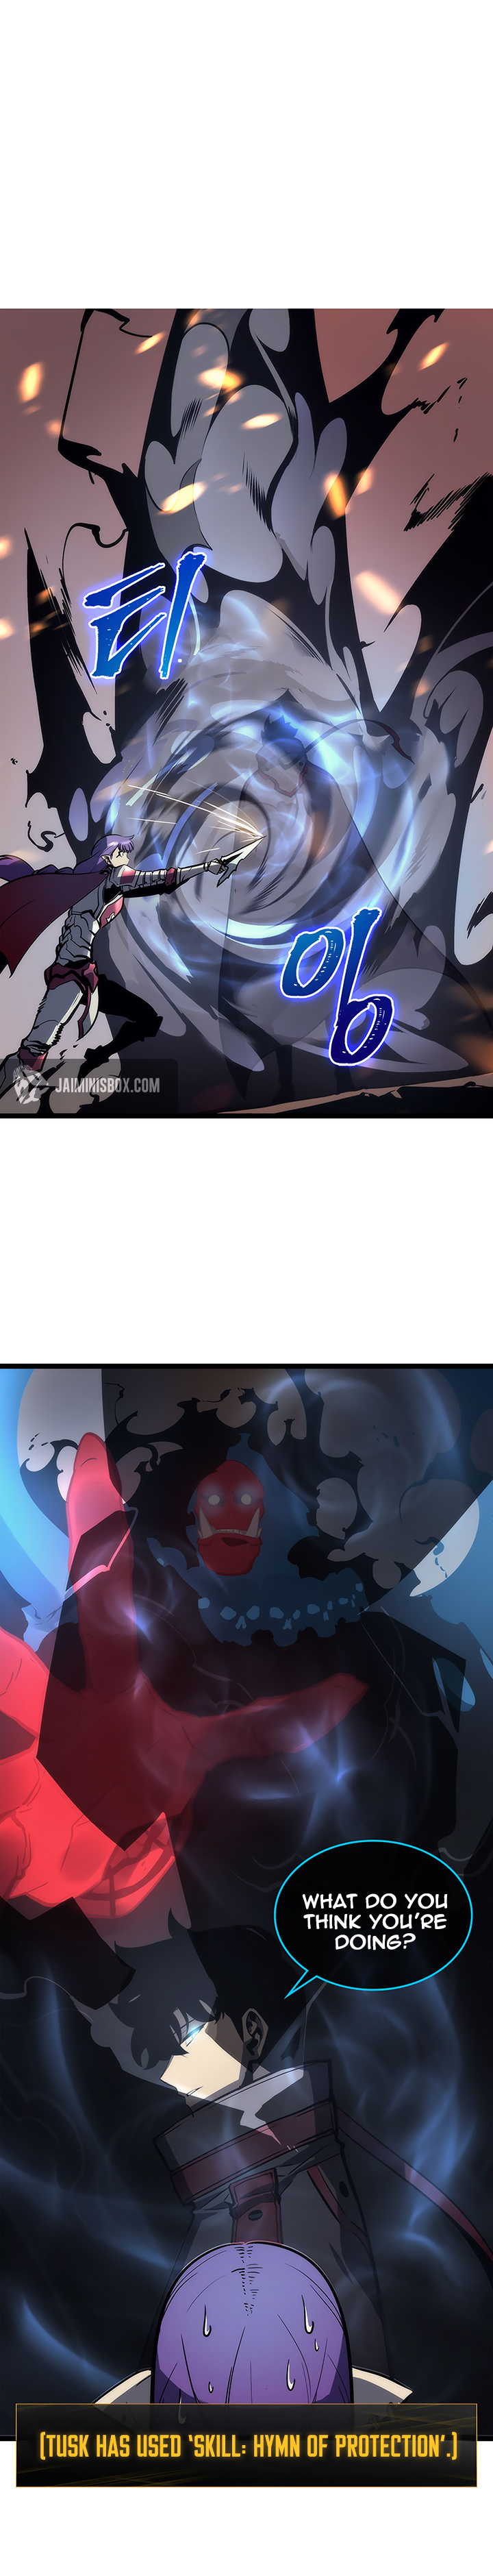 티
잉
JAIMINISBOX.COM
WHAT DO YOU
THINK YOU'RE
DOING?
(TUSK HAS USED 'SKILL: HYMN OF PROTECTION'.)